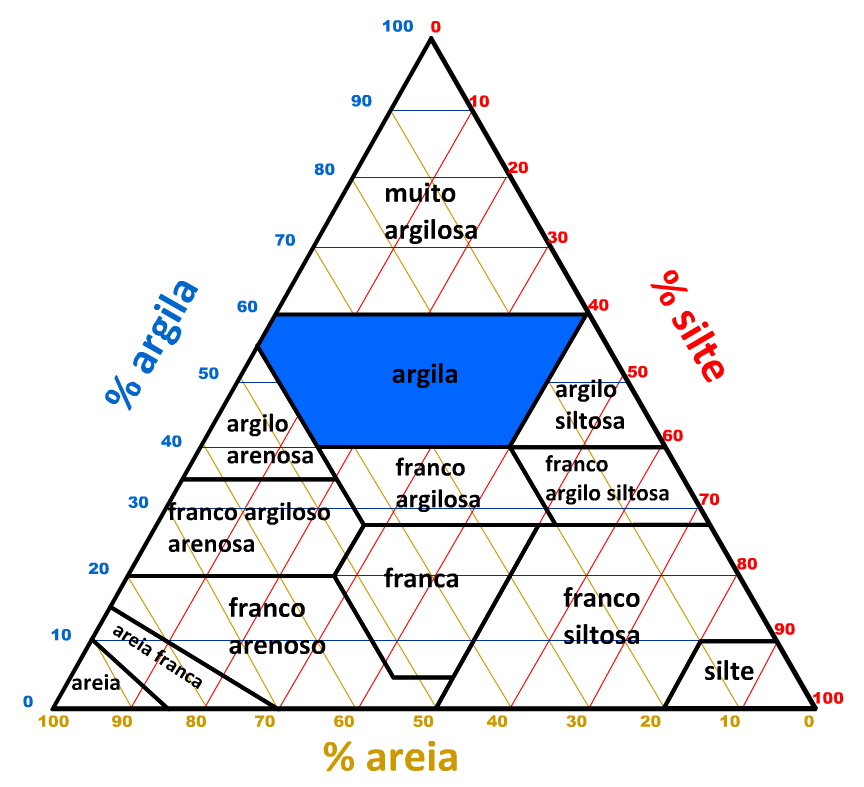 100 0
90 10
80 20
muito
argilosa
70 30
60 40
% argila
% silte
argila
50 50
argilo
siltosa
argilo
arenosa
40 60
franco
argilosa
franco
argilo siltosa
30 70
franco argiloso
arenosa
20 80
franca
franco
arenoso
franco
siltosa
10 90
areia franca
areia
silte
0 100
100 90 80 70 60 50 40 30 20 10 0
% areia